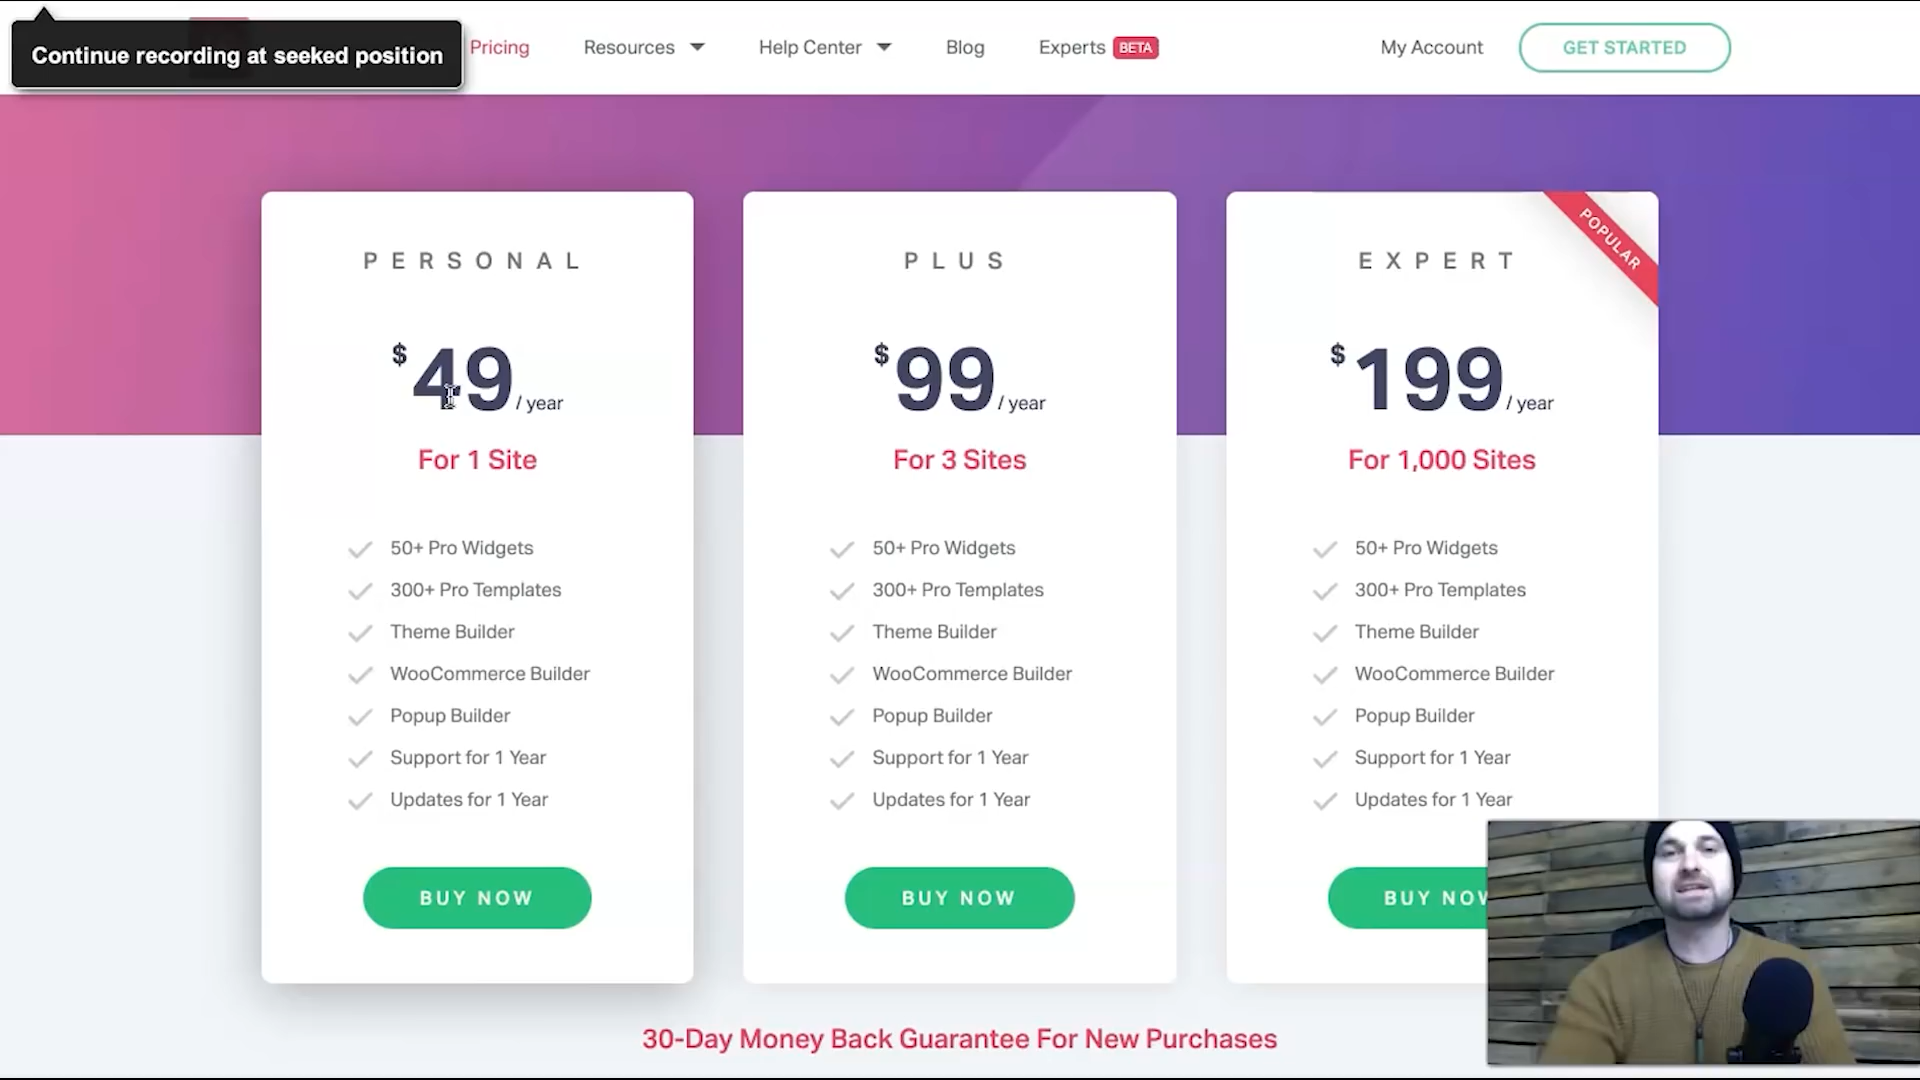 Continue recording at seeked position
Pricing
Resources
Help Center
Blog
Experts BETA
My Account
GET STARTED
PERSONAL
$49/ year
For 1 Site
50+ Pro Widgets
300+ Pro Templates
Theme Builder
WooCommerce Builder
Popup Builder
Support for 1 Year
Updates for 1 Year
BUY NOW
PLUS
$99/ year
For 3 Sites
50+ Pro Widgets
300+ Pro Templates
Theme Builder
WooCommerce Builder
Popup Builder
Support for 1 Year
Updates for 1 Year
BUY NOW
POPULAR
EXPERT
$199/ year
For 1,000 Sites
50+ Pro Widgets
300+ Pro Templates
Theme Builder
WooCommerce Builder
Popup Builder
Support for 1 Year
Updates for 1 Year
BUY NOW
30-Day Money Back Guarantee For New Purchases